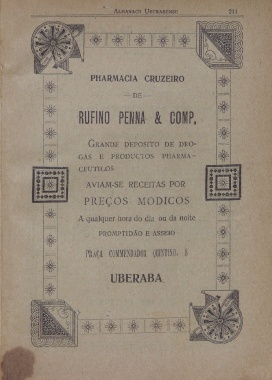 ALMANACH UBERABENSE 211
PHARMACIA CRUZEIRO
—DE—
RUFINO PENNA & COMP.
GRANDE DEPOSITO DE DRO-
GAS E PRODUCTOS PHARMA-
CEUTICOS
AVIAM-SE RECEITAS POR
PREÇOS MODICOS
A qualquer hora do dia ou da noite
PROMPTIDÃO E ASSEIO
PRAÇA COMMENDADOR QUINTINO, 8
UBERABA